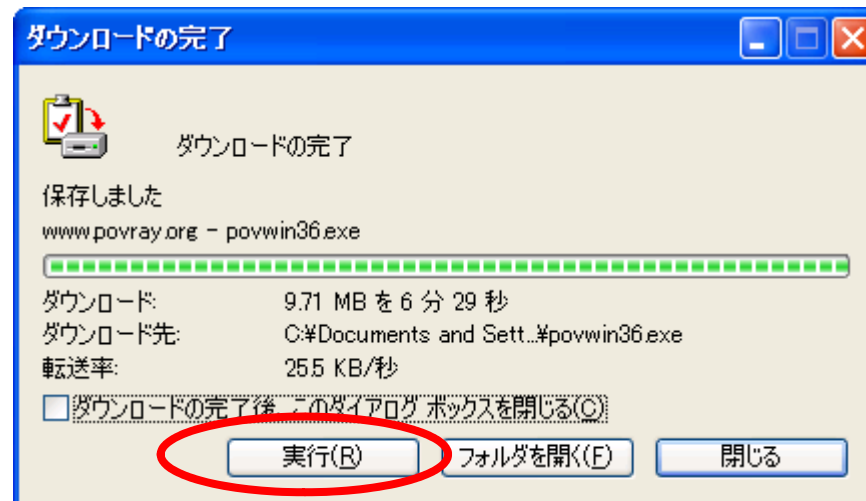 ダウンロードの完了
ダウンロードの完了
保存しました
www.povray.org - povwin36.exe
ダウンロード: 9.71 MB を 6 分 29 秒
ダウンロード先: C:¥Documents and Sett...¥povwin36.exe
転送率: 25.5 KB/秒
ダウンロードの完了後、このダイアログ ボックスを閉じる(C)
実行(R) フォルダを開く(F) 閉じる